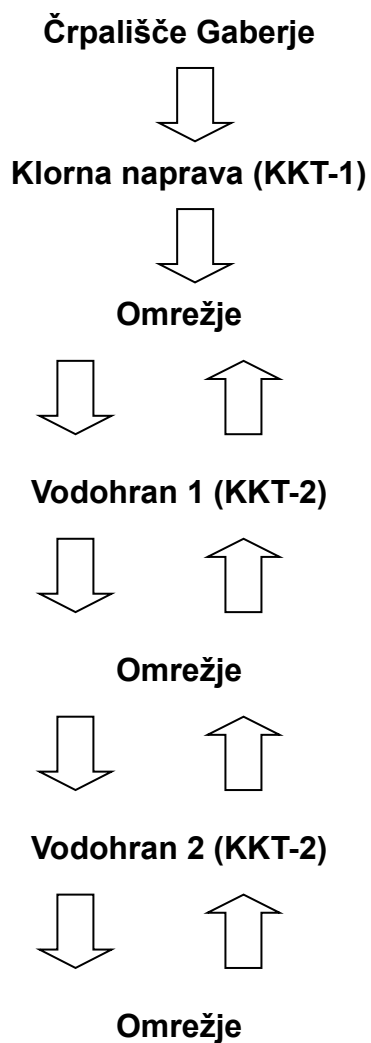 Črpališče Gaberje
Klorna naprava (KKT-1)
Omrežje
Vodohran 1 (KKT-2)
Omrežje
Vodohran 2 (KKT-2)
Omrežje